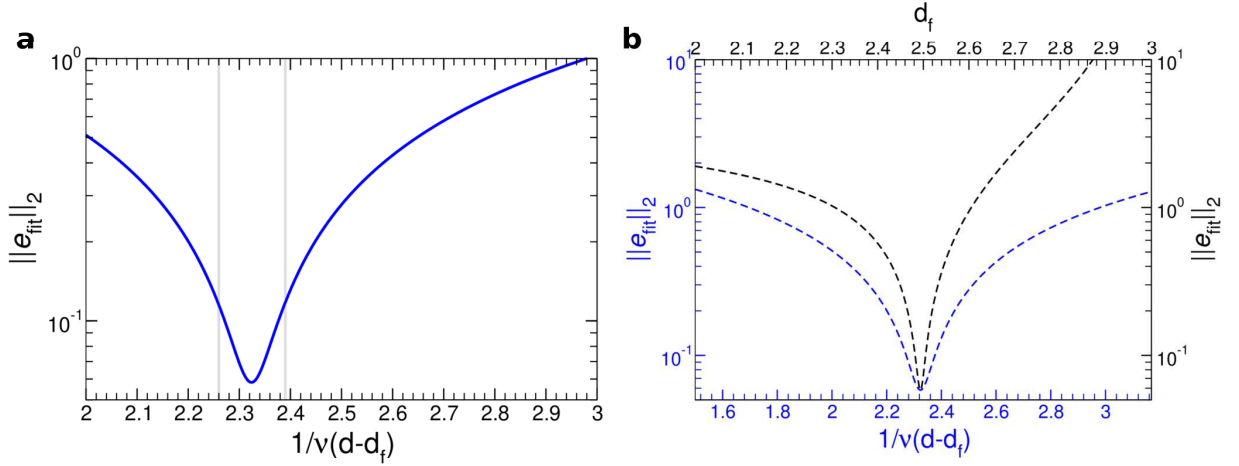 a
10^0
||e_fit||_2
10^-1
2 2.1 2.2 2.3 2.4 2.5 2.6 2.7 2.8 2.9 3
1/ν(d-d_f)
b
d_f
2 2.1 2.2 2.3 2.4 2.5 2.6 2.7 2.8 2.9 3
10^1 10^1
10^0 10^0
||e_fit||_2 ||e_fit||_2
10^-1 10^-1
1.6 1.8 2 2.2 2.4 2.6 2.8 3
1/ν(d-d_f)